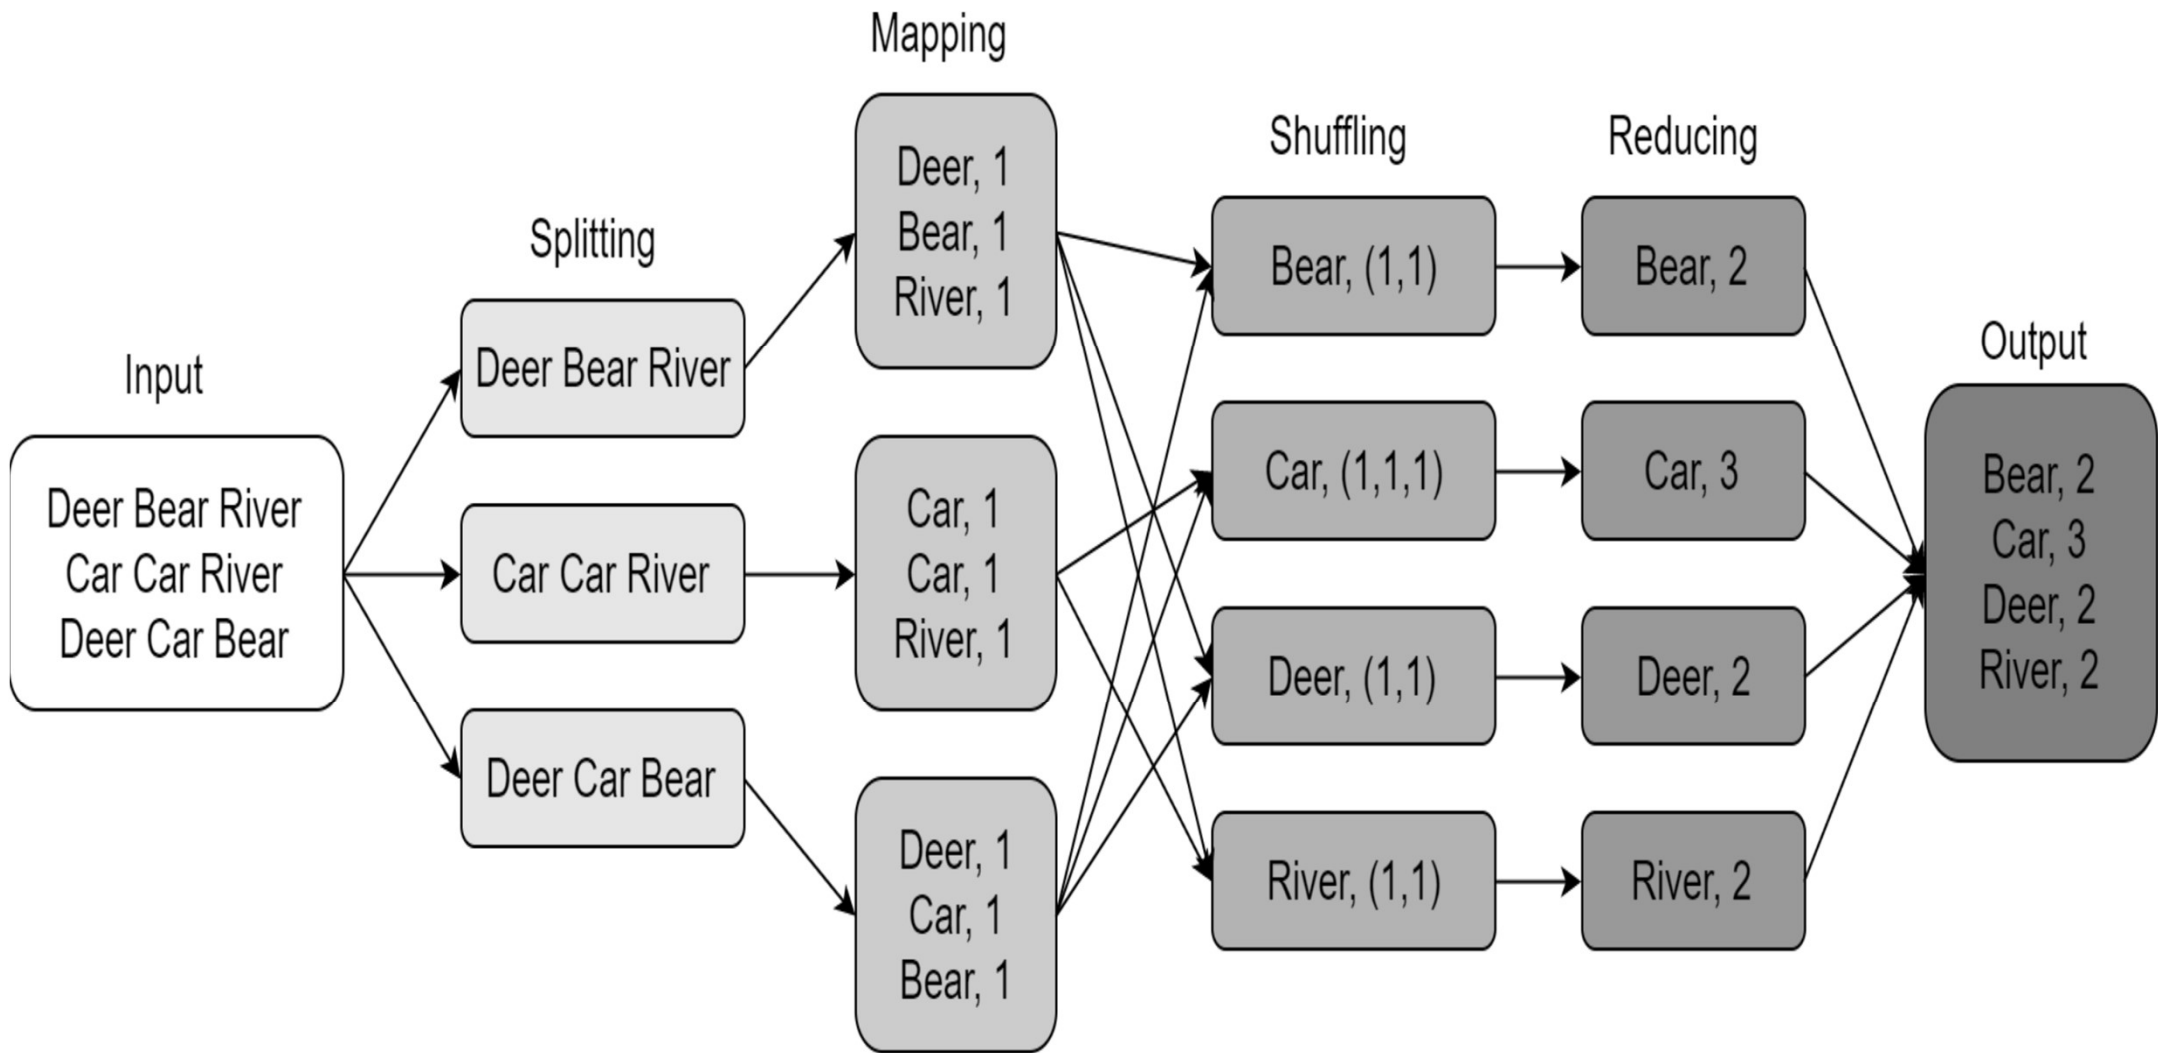 Input
Deer Bear River
Car Car River
Deer Car Bear
Splitting
Deer Bear River
Car Car River
Deer Car Bear
Mapping
Deer, 1
Bear, 1
River, 1
Car, 1
Car, 1
River, 1
Deer, 1
Car, 1
Bear, 1
Shuffling
Bear, (1,1)
Car, (1,1,1)
Deer, (1,1)
River, (1,1)
Reducing
Bear, 2
Car, 3
Deer, 2
River, 2
Output
Bear, 2
Car, 3
Deer, 2
River, 2